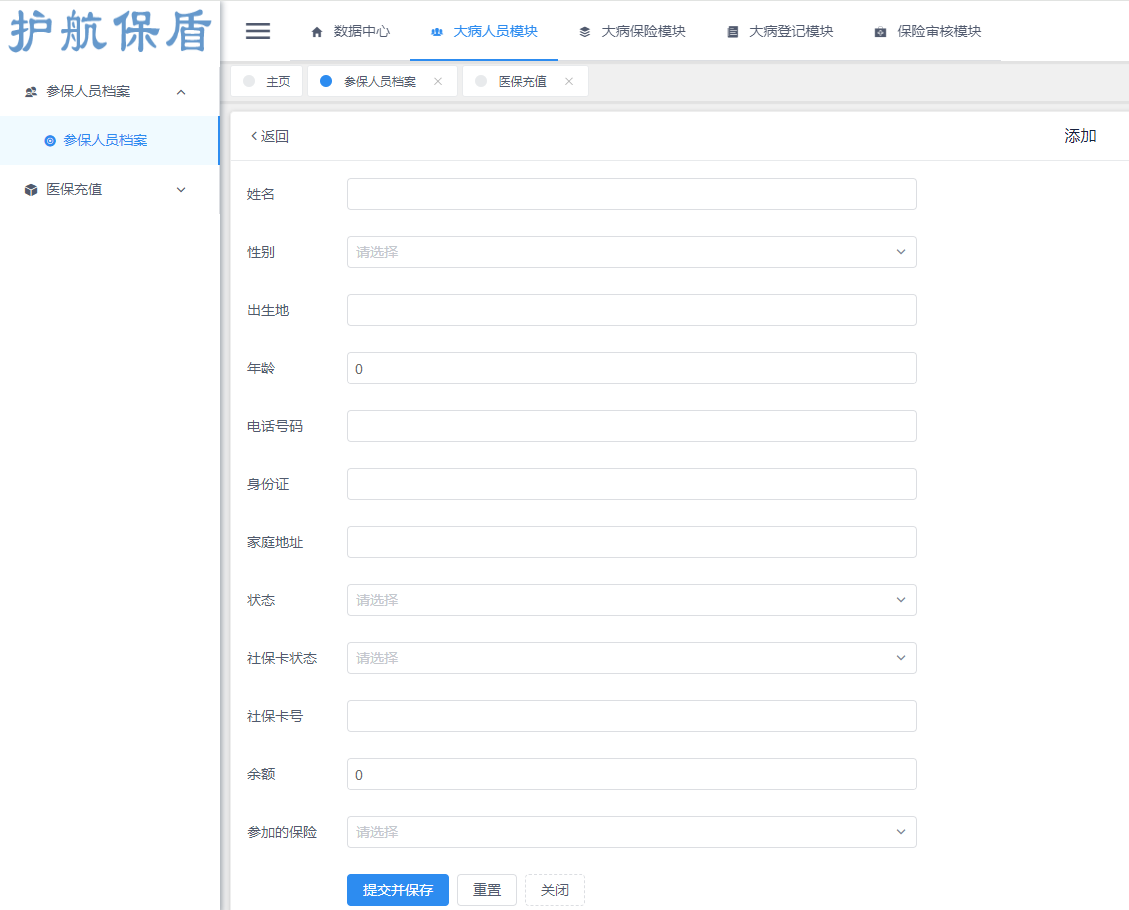 护航保盾
数据中心 大病人员模块 大病保险模块 大病登记模块 保险审核模块
主页 参保人员档案 医保充值
参保人员档案
参保人员档案
医保充值
返回 添加
姓名
性别 请选择
出生地
年龄 0
电话号码
身份证
家庭地址
状态 请选择
社保卡状态 请选择
社保卡号
余额 0
参加的保险 请选择
提交并保存 重置 关闭